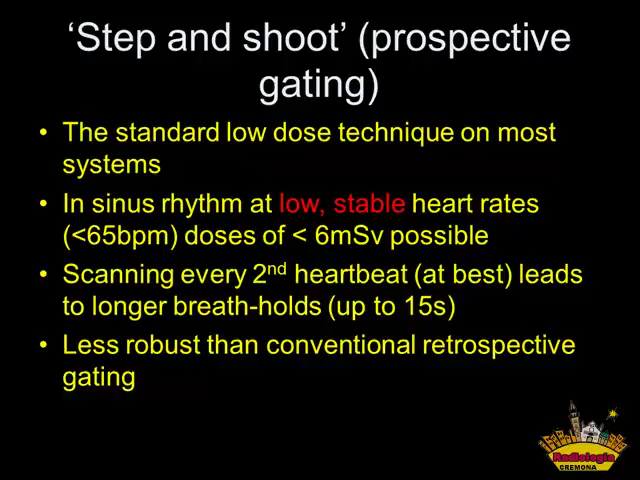 ‘Step and shoot’ (prospective
gating)
• The standard low dose technique on most
systems
• In sinus rhythm at low, stable heart rates
(<65bpm) doses of < 6mSv possible
• Scanning every 2nd heartbeat (at best) leads
to longer breath-holds (up to 15s)
• Less robust than conventional retrospective
gating
Radiologia
CREMONA